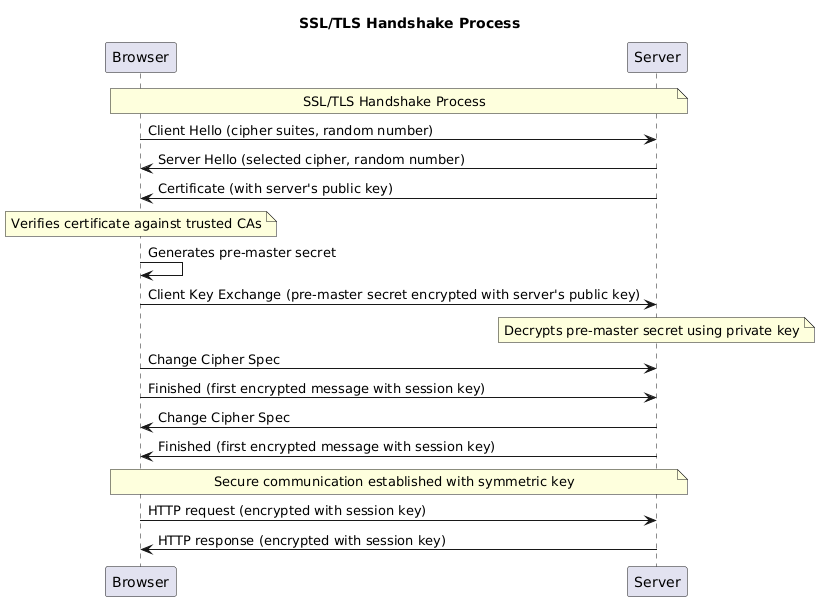 SSL/TLS Handshake Process
Browser
Server
SSL/TLS Handshake Process
Client Hello (cipher suites, random number)
Server Hello (selected cipher, random number)
Certificate (with server's public key)
Verifies certificate against trusted CAs
Generates pre-master secret
Client Key Exchange (pre-master secret encrypted with server's public key)
Decrypts pre-master secret using private key
Change Cipher Spec
Finished (first encrypted message with session key)
Change Cipher Spec
Finished (first encrypted message with session key)
Secure communication established with symmetric key
HTTP request (encrypted with session key)
HTTP response (encrypted with session key)
Browser
Server